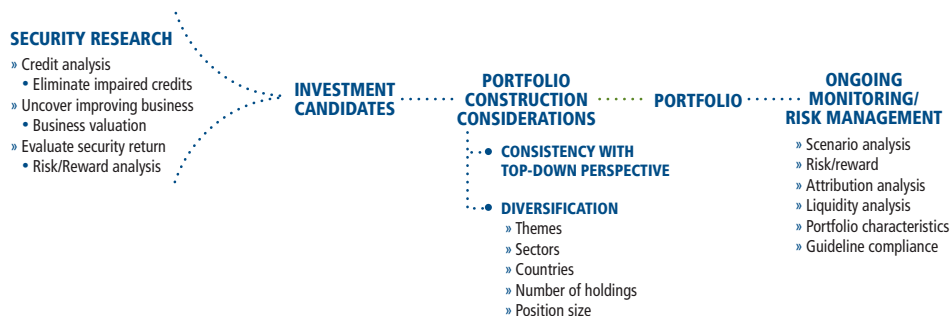 SECURITY RESEARCH
» Credit analysis
• Eliminate impaired credits
» Uncover improving business
• Business valuation
» Evaluate security return
• Risk/Reward analysis
INVESTMENT
CANDIDATES
PORTFOLIO
CONSTRUCTION
CONSIDERATIONS
• CONSISTENCY WITH
TOP-DOWN PERSPECTIVE
• DIVERSIFICATION
» Themes
» Sectors
» Countries
» Number of holdings
» Position size
PORTFOLIO
ONGOING
MONITORING/
RISK MANAGEMENT
» Scenario analysis
» Risk/reward
» Attribution analysis
» Liquidity analysis
» Portfolio characteristics
» Guideline compliance